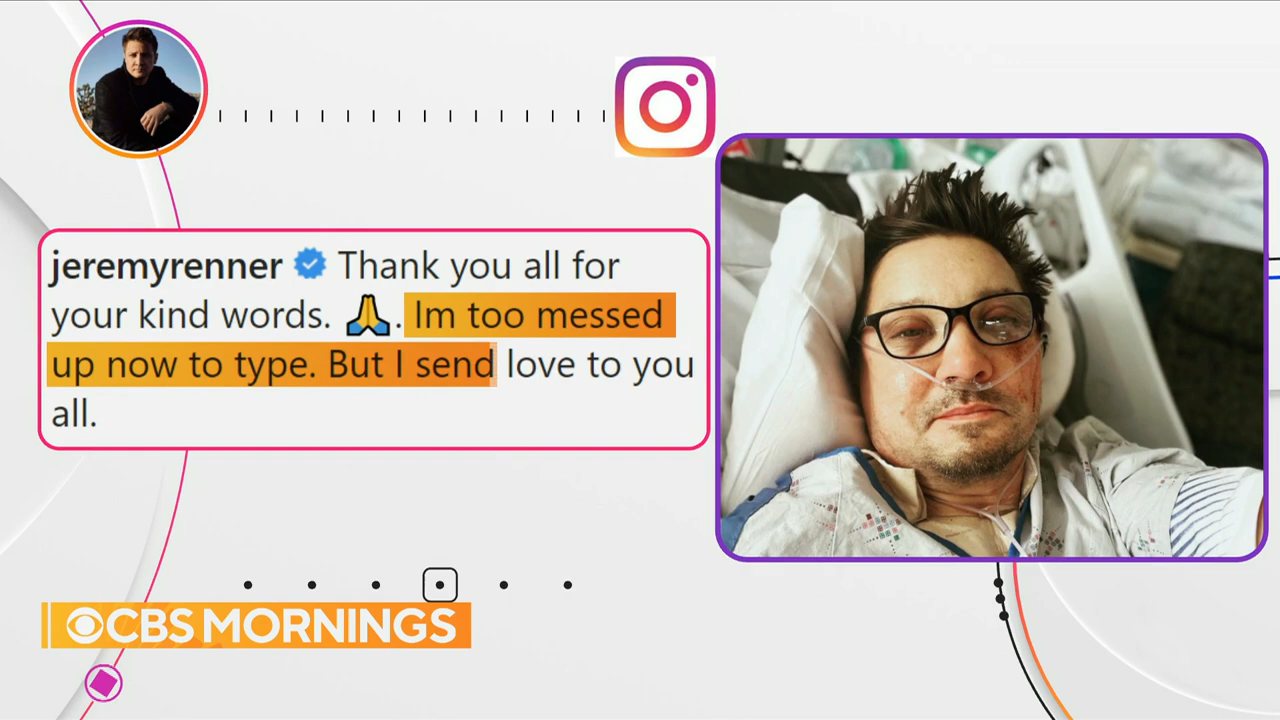 jeremyrenner Thank you all for
your kind words. 🙏. Im too messed
up now to type. But I send love to you
all.
CBS MORNINGS